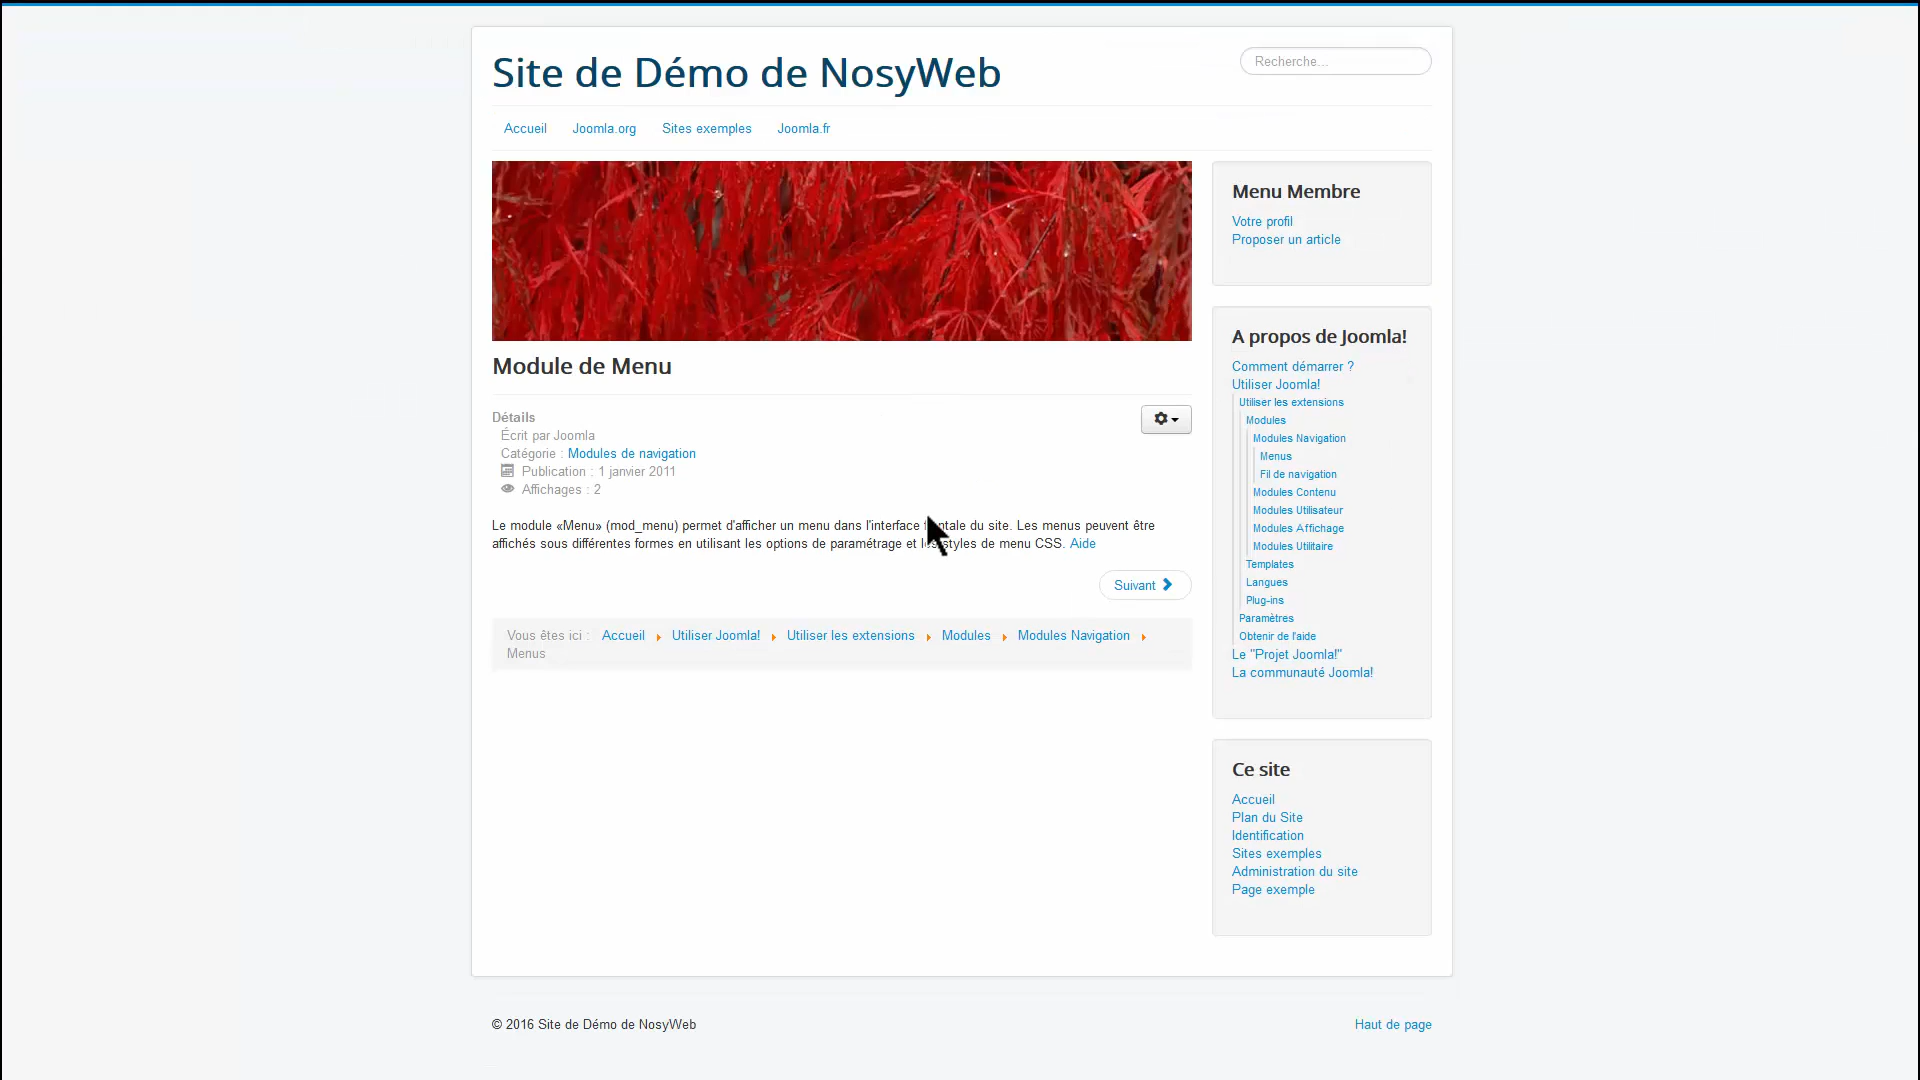 Site de Démo de NosyWeb
Recherche...
Accueil Joomla.org Sites exemples Joomla.fr
Module de Menu
Détails
Écrit par Joomla
Catégorie : Modules de navigation
Publication : 1 janvier 2011
Affichages : 2
Le module «Menu» (mod_menu) permet d'afficher un menu dans l'interface du site. Les menus peuvent être
affichés sous différentes formes en utilisant les options de paramétrage et styles de menu CSS. Aide
Suivant
Vous êtes ici : Accueil Utiliser Joomla! Utiliser les extensions Modules Modules Navigation
Menus
Menu Membre
Votre profil
Proposer un article
A propos de Joomla!
Comment démarrer ?
Utiliser Joomla!
Utiliser les extensions
Modules
Modules Navigation
Menus
Fil de navigation
Modules Contenu
Modules Utilisateur
Modules Affichage
Modules Utilitaire
Templates
Langues
Plug-ins
Paramètres
Obtenir de l'aide
Le "Projet Joomla!"
La communauté Joomla!
Ce site
Accueil
Plan du Site
Identification
Sites exemples
Administration du site
Page exemple
© 2016 Site de Démo de NosyWeb
Haut de page